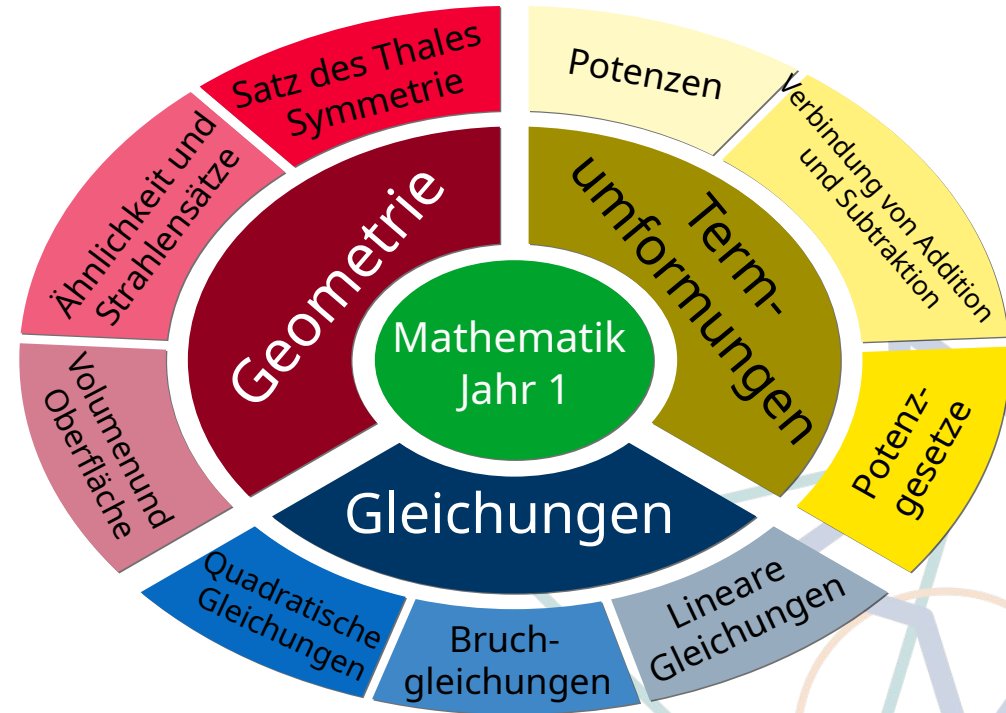 Mathematik
Jahr 1
Geometrie
Satz des Thales
Symmetrie
Ähnlichkeit und
Strahlensätze
Volumenund
Oberfläche
Term-
umformungen
Potenzen
Verbindung von Addition
und Subtraktion
Potenz-
gesetze
Gleichungen
Quadratische
Gleichungen
Bruch-
gleichungen
Lineare
Gleichungen